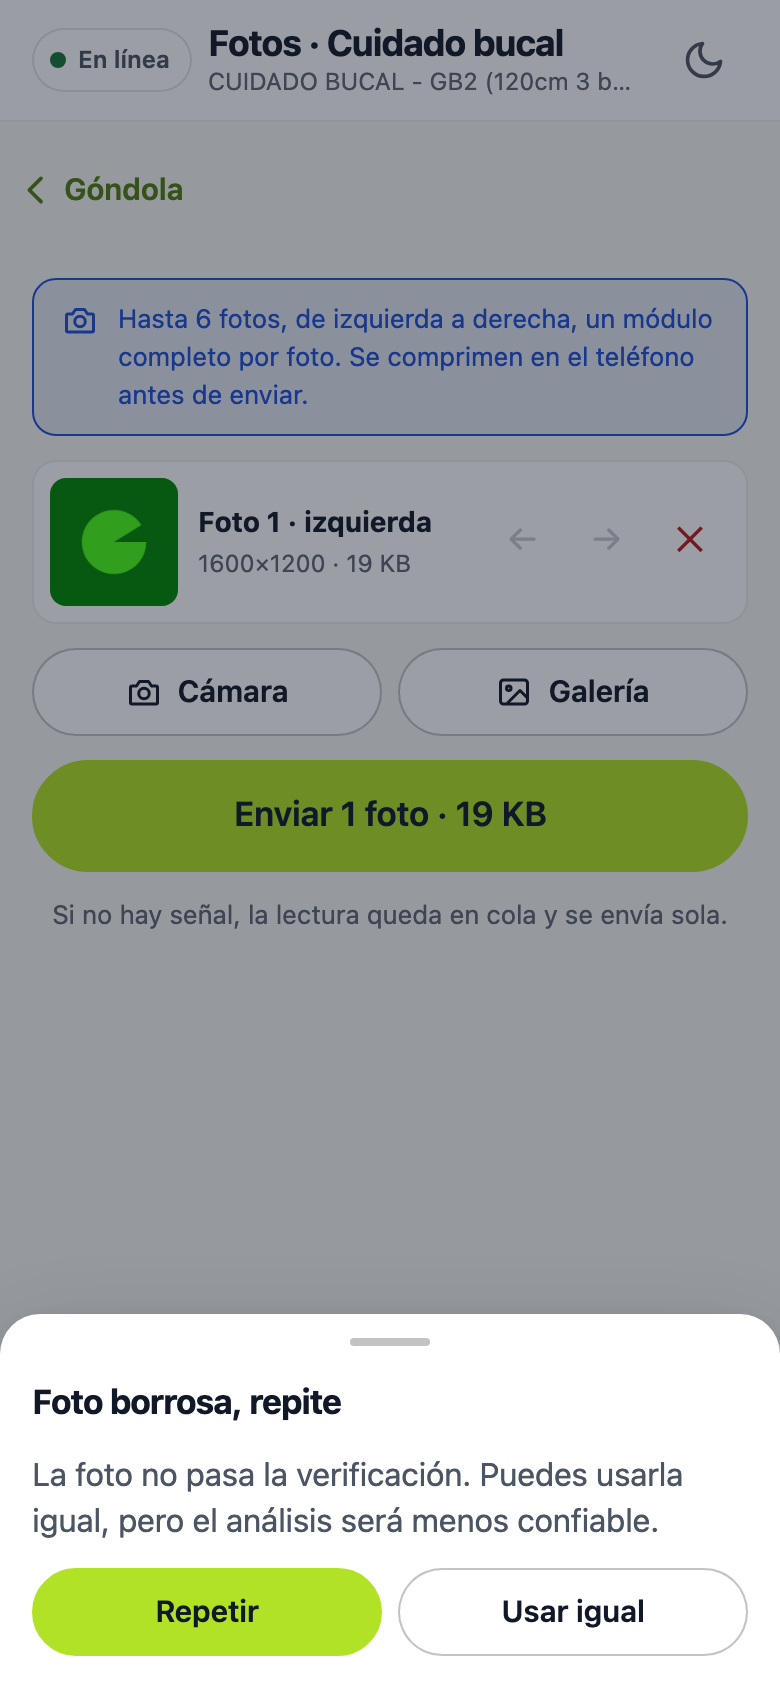 En línea
Fotos · Cuidado bucal
CUIDADO BUCAL - GB2 (120cm 3 b...
Góndola
Hasta 6 fotos, de izquierda a derecha, un módulo
completo por foto. Se comprimen en el teléfono
antes de enviar.
Foto 1 · izquierda
1600×1200 · 19 KB
Cámara
Galería
Enviar 1 foto · 19 KB
Si no hay señal, la lectura queda en cola y se envía sola.
Foto borrosa, repite
La foto no pasa la verificación. Puedes usarla
igual, pero el análisis será menos confiable.
Repetir
Usar igual